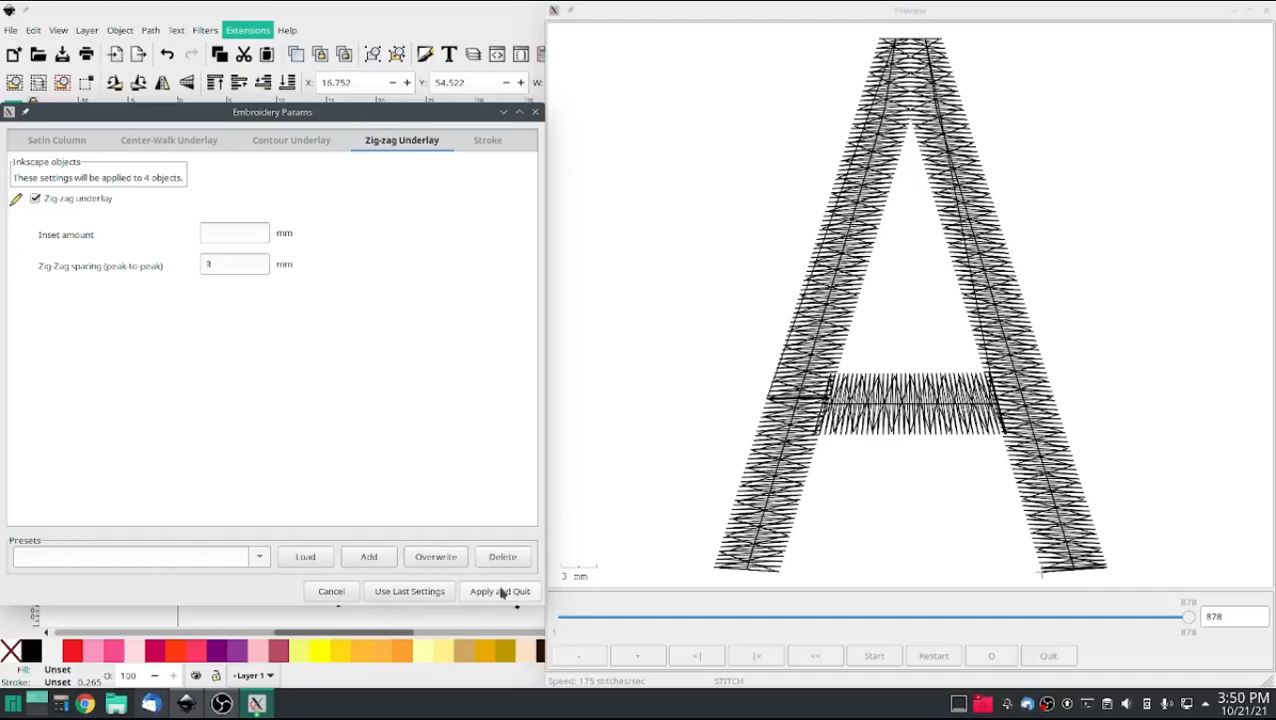 Preview
File Edit View Layer Object Path Text Filters Extensions Help
X: 16.752 - + Y: 54.522 - + W:
Embroidery Params
Satin Column Center-Walk Underlay Contour Underlay Zig-zag Underlay Stroke
Inkscape objects
These settings will be applied to 4 objects.
Zig-zag underlay
Inset amount mm
Zig-Zag spacing (peak-to-peak) 3 mm
Presets
Load Add Overwrite Delete
Cancel Use Last Settings Apply and Quit
3 mm
878
878
1 878
- + <| |> << Start Restart O Quit
Speed: 175 stitches/sec STITCH
Fill: Unset
Stroke: Unset 0.265 O: 100 - + Layer 1
3:50 PM
10/21/21